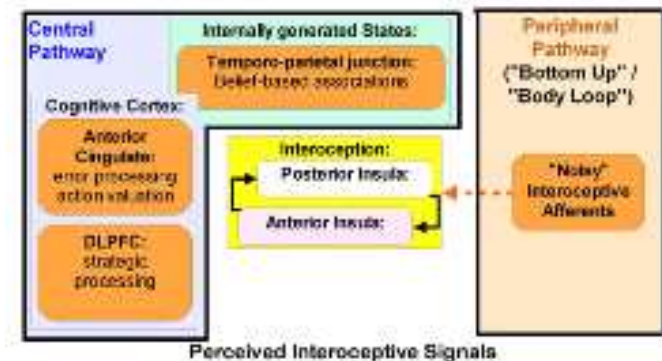 Central
Pathway
Internally generated States:
Temporo-parietal junction:
Belief-based associations
Cognitive Cortex:
Anterior
Cingulate:
error processing
action valuation
DLPFC:
strategic
processing
Interoception:
Posterior Insula:
Anterior Insula:
Peripheral
Pathway
("Bottom Up" /
"Body Loop")
"Noisy"
Interoceptive
Afferents
Perceived Interoceptive Signals